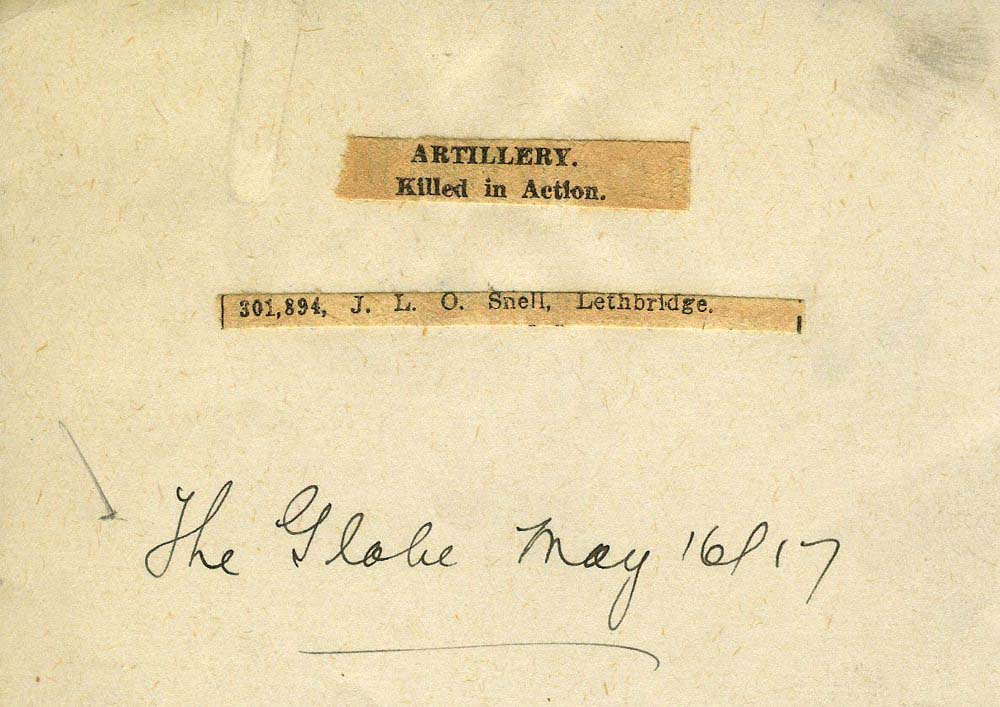 ARTILLERY.
Killed in Action.
301,894, J. L. O. Snell, Lethbridge.
The Globe May 16/17